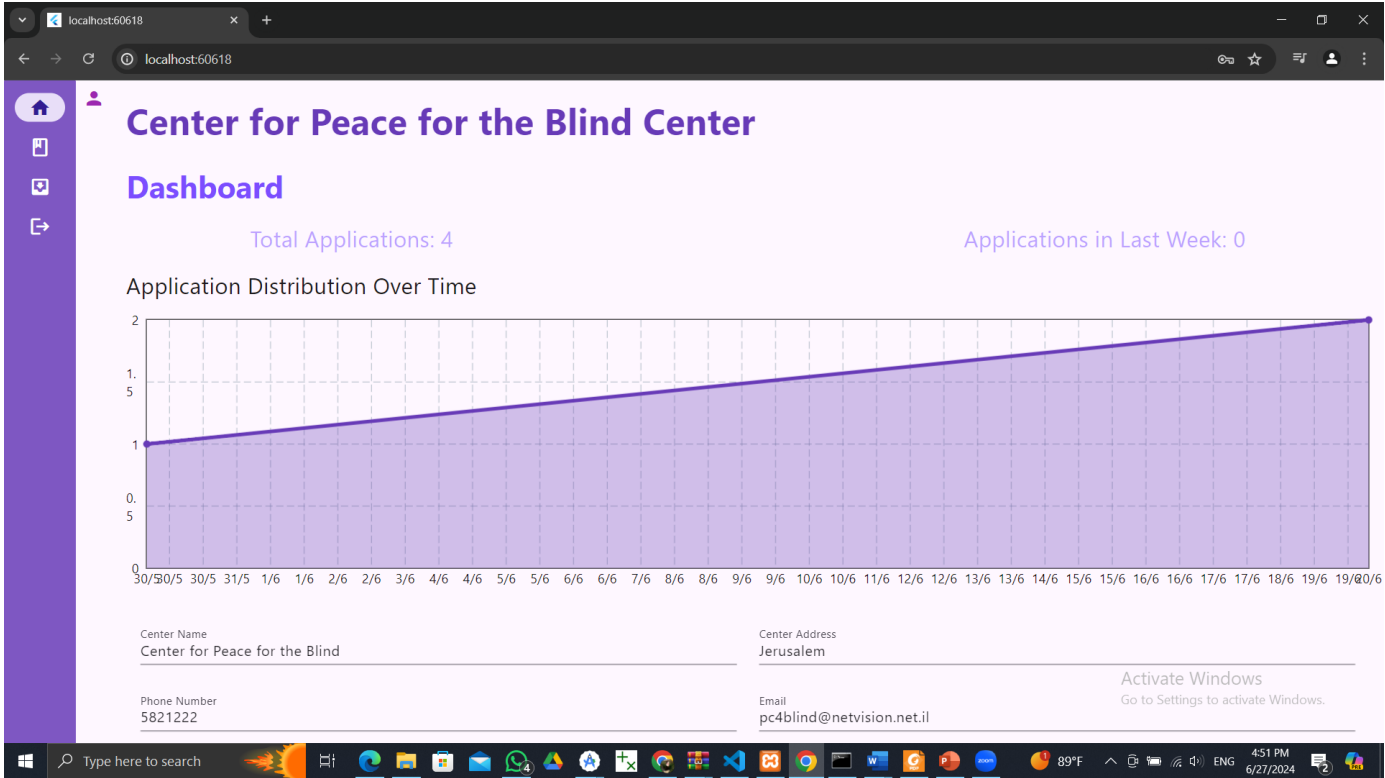 localhost:60618
localhost:60618
Center for Peace for the Blind Center
Dashboard
Total Applications: 4 Applications in Last Week: 0
Application Distribution Over Time
2
1.
5
1
0.
5
0
30/5 30/5 30/5 31/5 1/6 1/6 2/6 2/6 3/6 4/6 4/6 5/6 5/6 6/6 6/6 7/6 8/6 8/6 9/6 9/6 10/6 10/6 11/6 12/6 12/6 13/6 13/6 14/6 15/6 15/6 16/6 16/6 17/6 17/6 18/6 19/6 19/6 20/6
Center Name Center Address
Center for Peace for the Blind Jerusalem
Activate Windows
Go to Settings to activate Windows.
Phone Number Email
5821222 pc4blind@netvision.net.il
Type here to search 4 zoom 89°F ENG 4:51 PM
6/27/2024 2